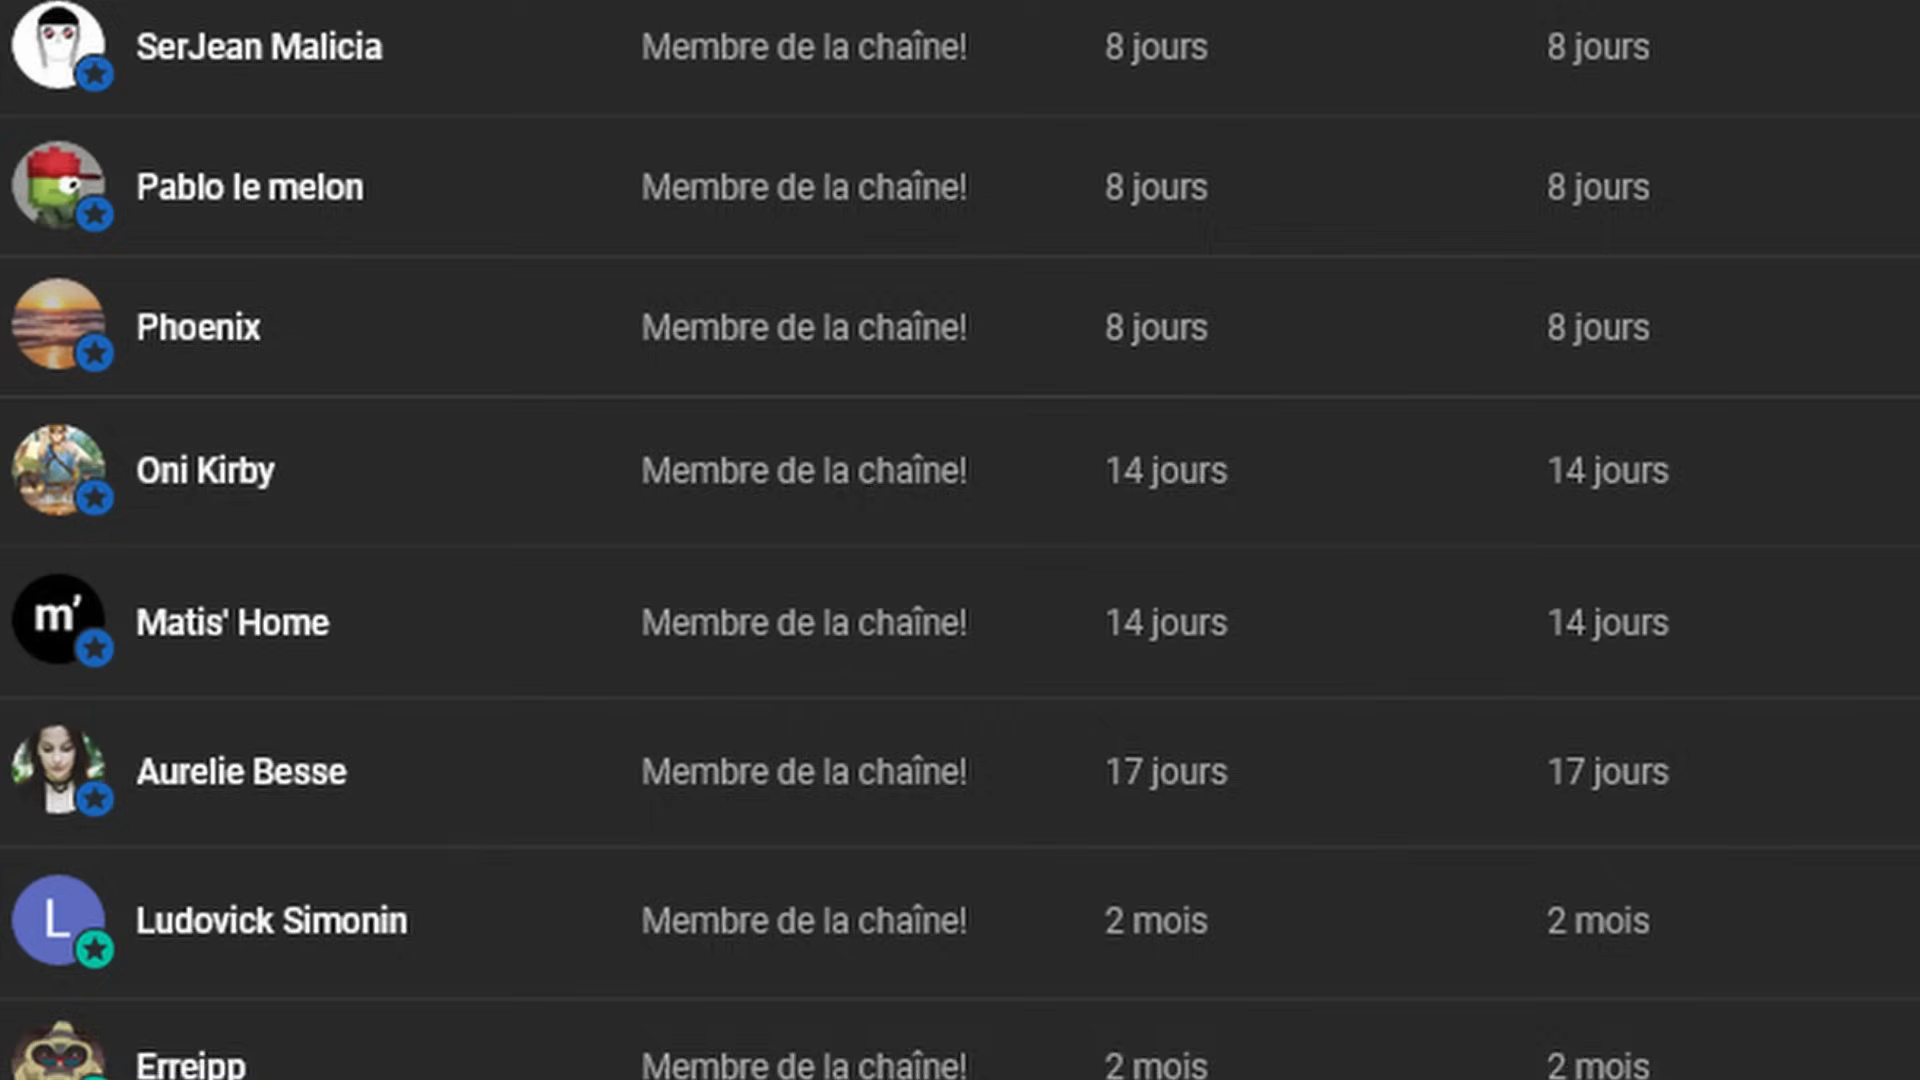 SerJean Malicia Membre de la chaîne! 8 jours 8 jours
Pablo le melon Membre de la chaîne! 8 jours 8 jours
Phoenix Membre de la chaîne! 8 jours 8 jours
Oni Kirby Membre de la chaîne! 14 jours 14 jours
m' Matis' Home Membre de la chaîne! 14 jours 14 jours
Aurelie Besse Membre de la chaîne! 17 jours 17 jours
L Ludovick Simonin Membre de la chaîne! 2 mois 2 mois
Erreipp Membre de la chaîne! 2 mois 2 mois